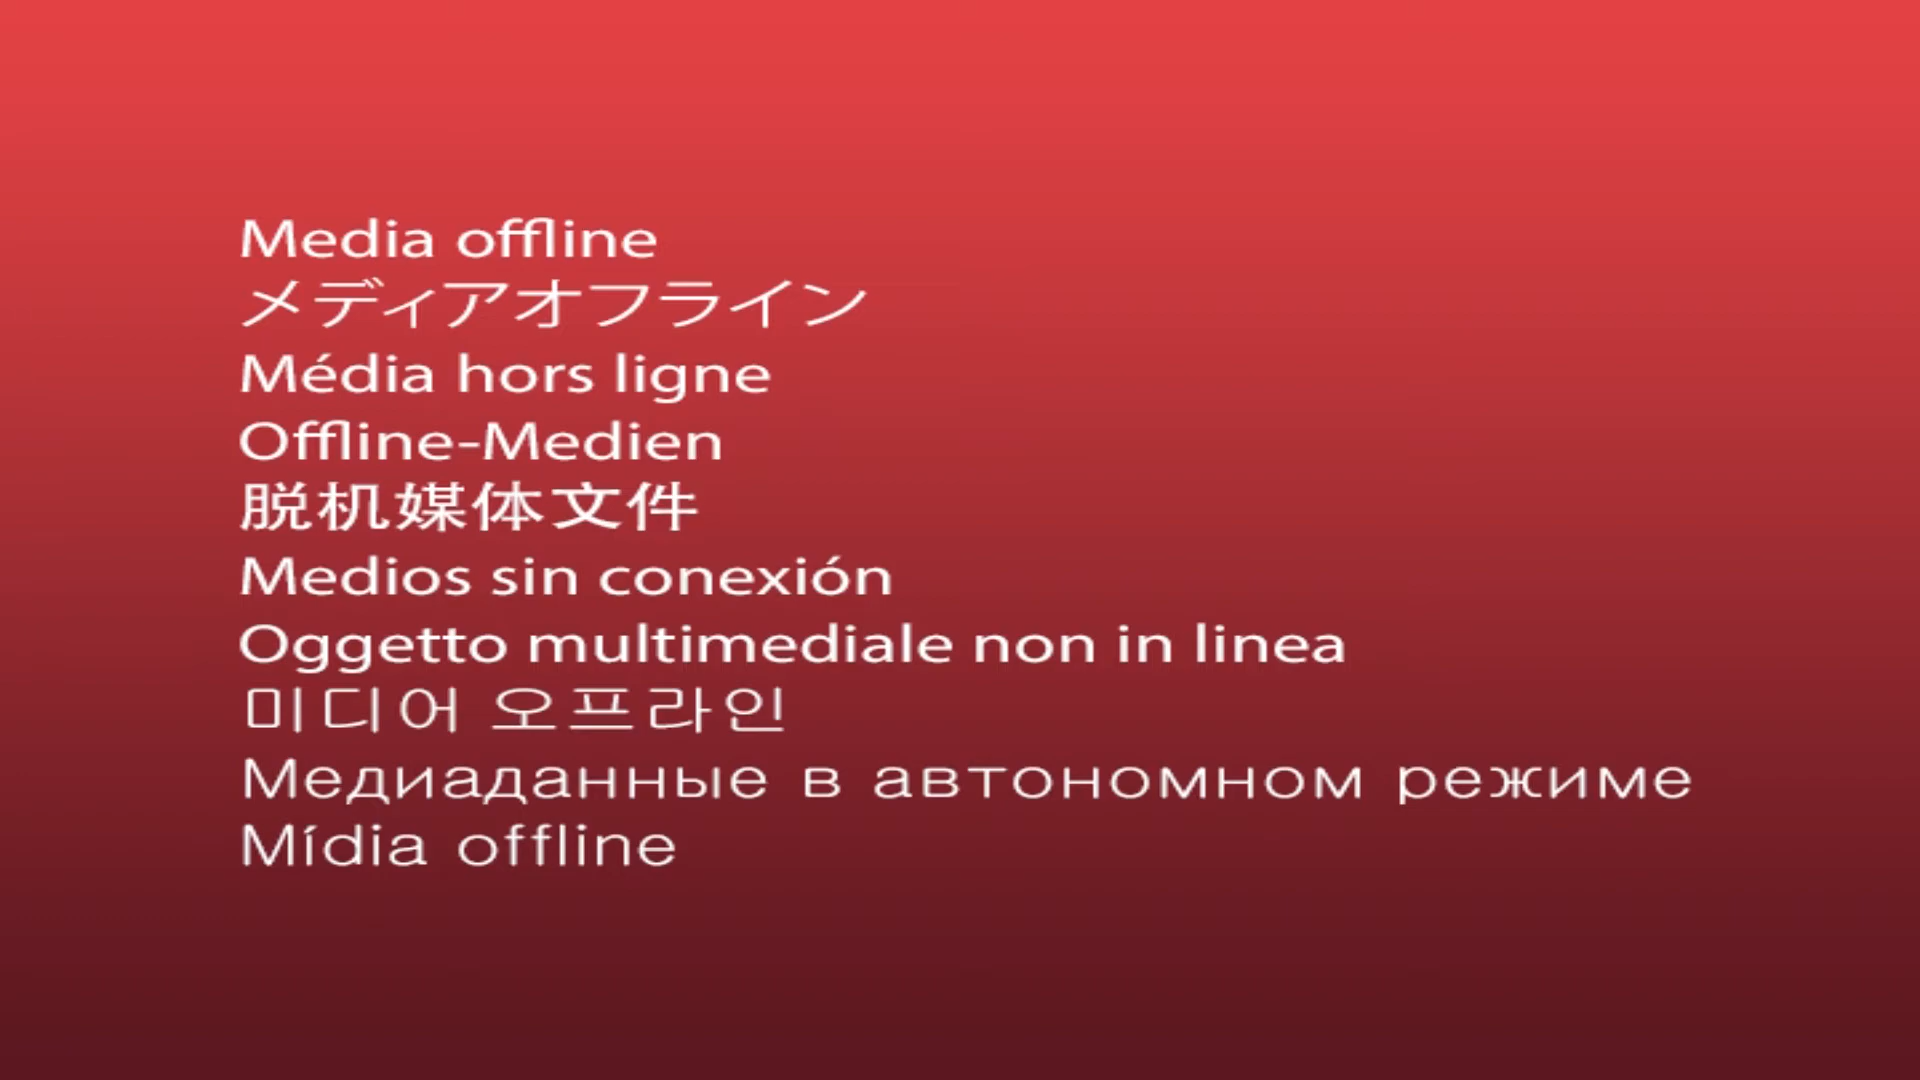 Media offline
メディアオフライン
Média hors ligne
Offline-Medien
脱机媒体文件
Medios sin conexión
Oggetto multimediale non in linea
미디어 오프라인
Медиаданные в автономном режиме
Mídia offline